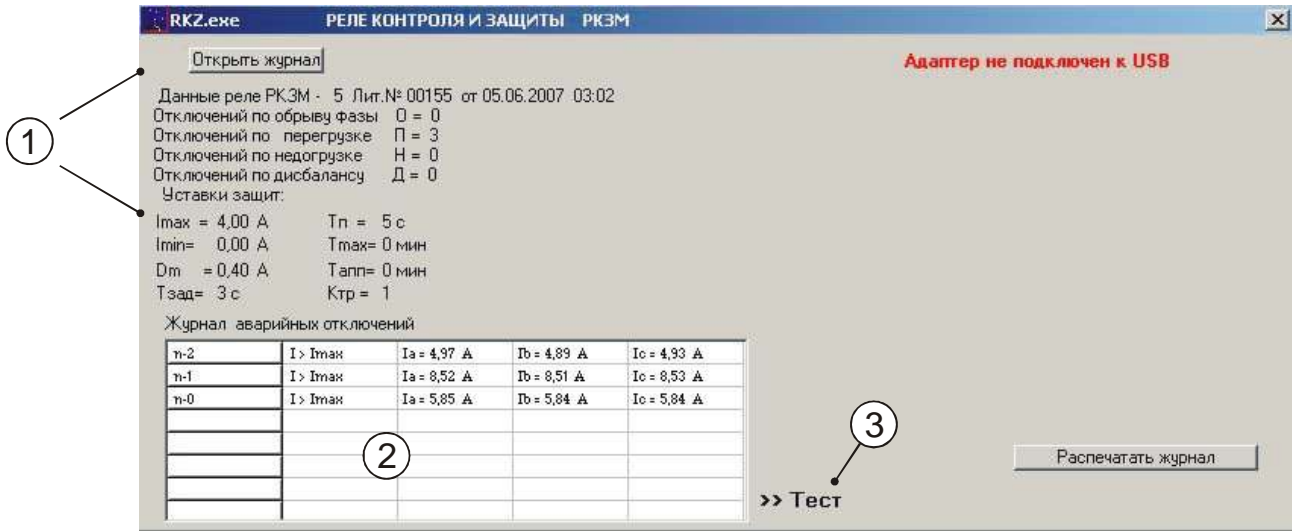 RKZ.exe РЕЛЕ КОНТРОЛЯ И ЗАЩИТЫ РКЗМ
Открыть журнал
Адаптер не подключен к USB
Данные реле РКЗМ - 5 Лит.№ 00155 от 05.06.2007 03:02
Отключений по обрыву фазы О = 0
Отключений по перегрузке П = 3
Отключений по недогрузке Н = 0
Отключений по дисбалансу Д = 0
Уставки защит:
1
Imax = 4,00 А Тп = 5 с
Imin= 0,00 А Тmax= 0 мин
Dm = 0,40 А Тапп= 0 мин
Тзад= 3 с Ктр = 1
Журнал аварийных отключений
n-2 I > Imax Ia = 4,97 А Ib = 4,89 А Ic = 4,93 А
n-1 I > Imax Ia = 8,52 А Ib = 8,51 А Ic = 8,53 А
n-0 I > Imax Ia = 5,85 А Ib = 5,84 А Ic = 5,84 А
2
3
Распечатать журнал
>> Тест